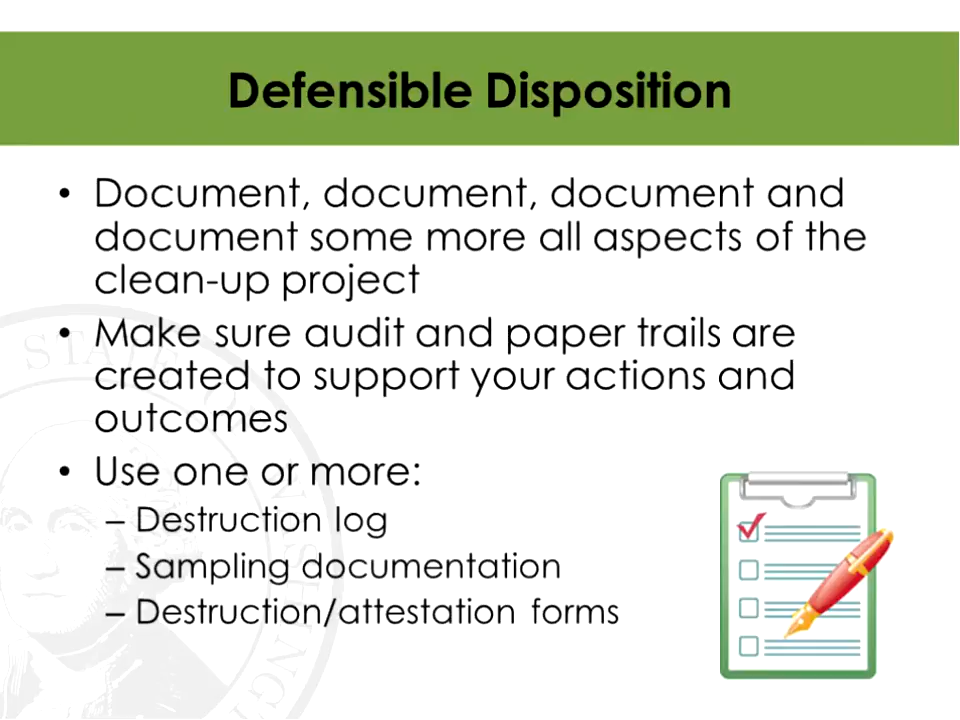 Defensible Disposition
• Document, document, document and
document some more all aspects of the
clean-up project
• Make sure audit and paper trails are
created to support your actions and
outcomes
• Use one or more:
– Destruction log
– Sampling documentation
– Destruction/attestation forms
STATE O
WASHINGT